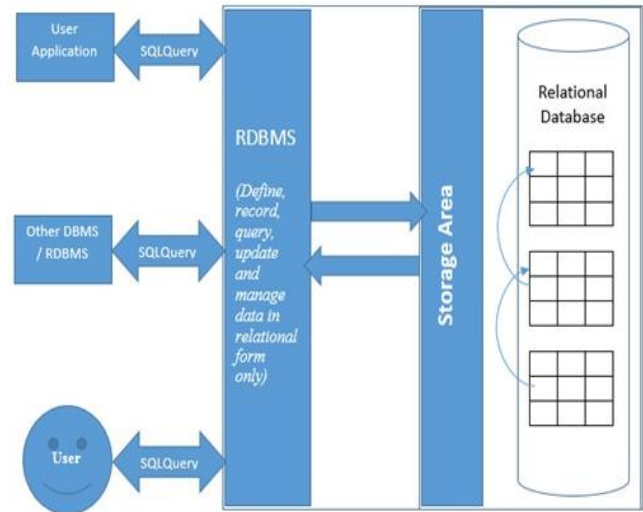 User
Application
SQLQuery
Other DBMS
/ RDBMS
SQLQuery
User
SQLQuery
RDBMS
(Define,
record,
query,
update
and
manage
data in
relational
form
only)
Storage Area
Relational
Database